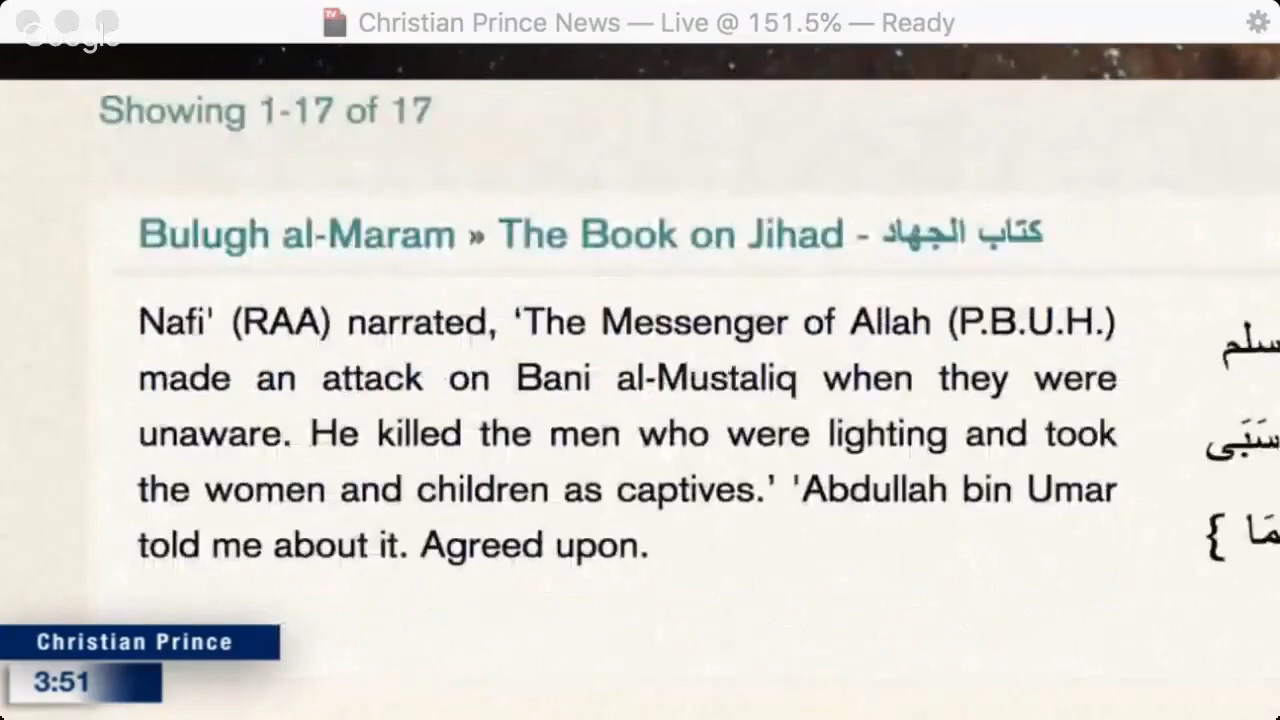 Christian Prince News — Live @ 151.5% — Ready
Google
Showing 1-17 of 17
Bulugh al-Maram » The Book on Jihad - كتاب الجهاد
Nafi' (RAA) narrated, ‘The Messenger of Allah (P.B.U.H.)
made an attack on Bani al-Mustaliq when they were
unaware. He killed the men who were lighting and took
the women and children as captives.’ 'Abdullah bin Umar
told me about it. Agreed upon.
سلم
سَبَى
مَا }
Christian Prince
3:51